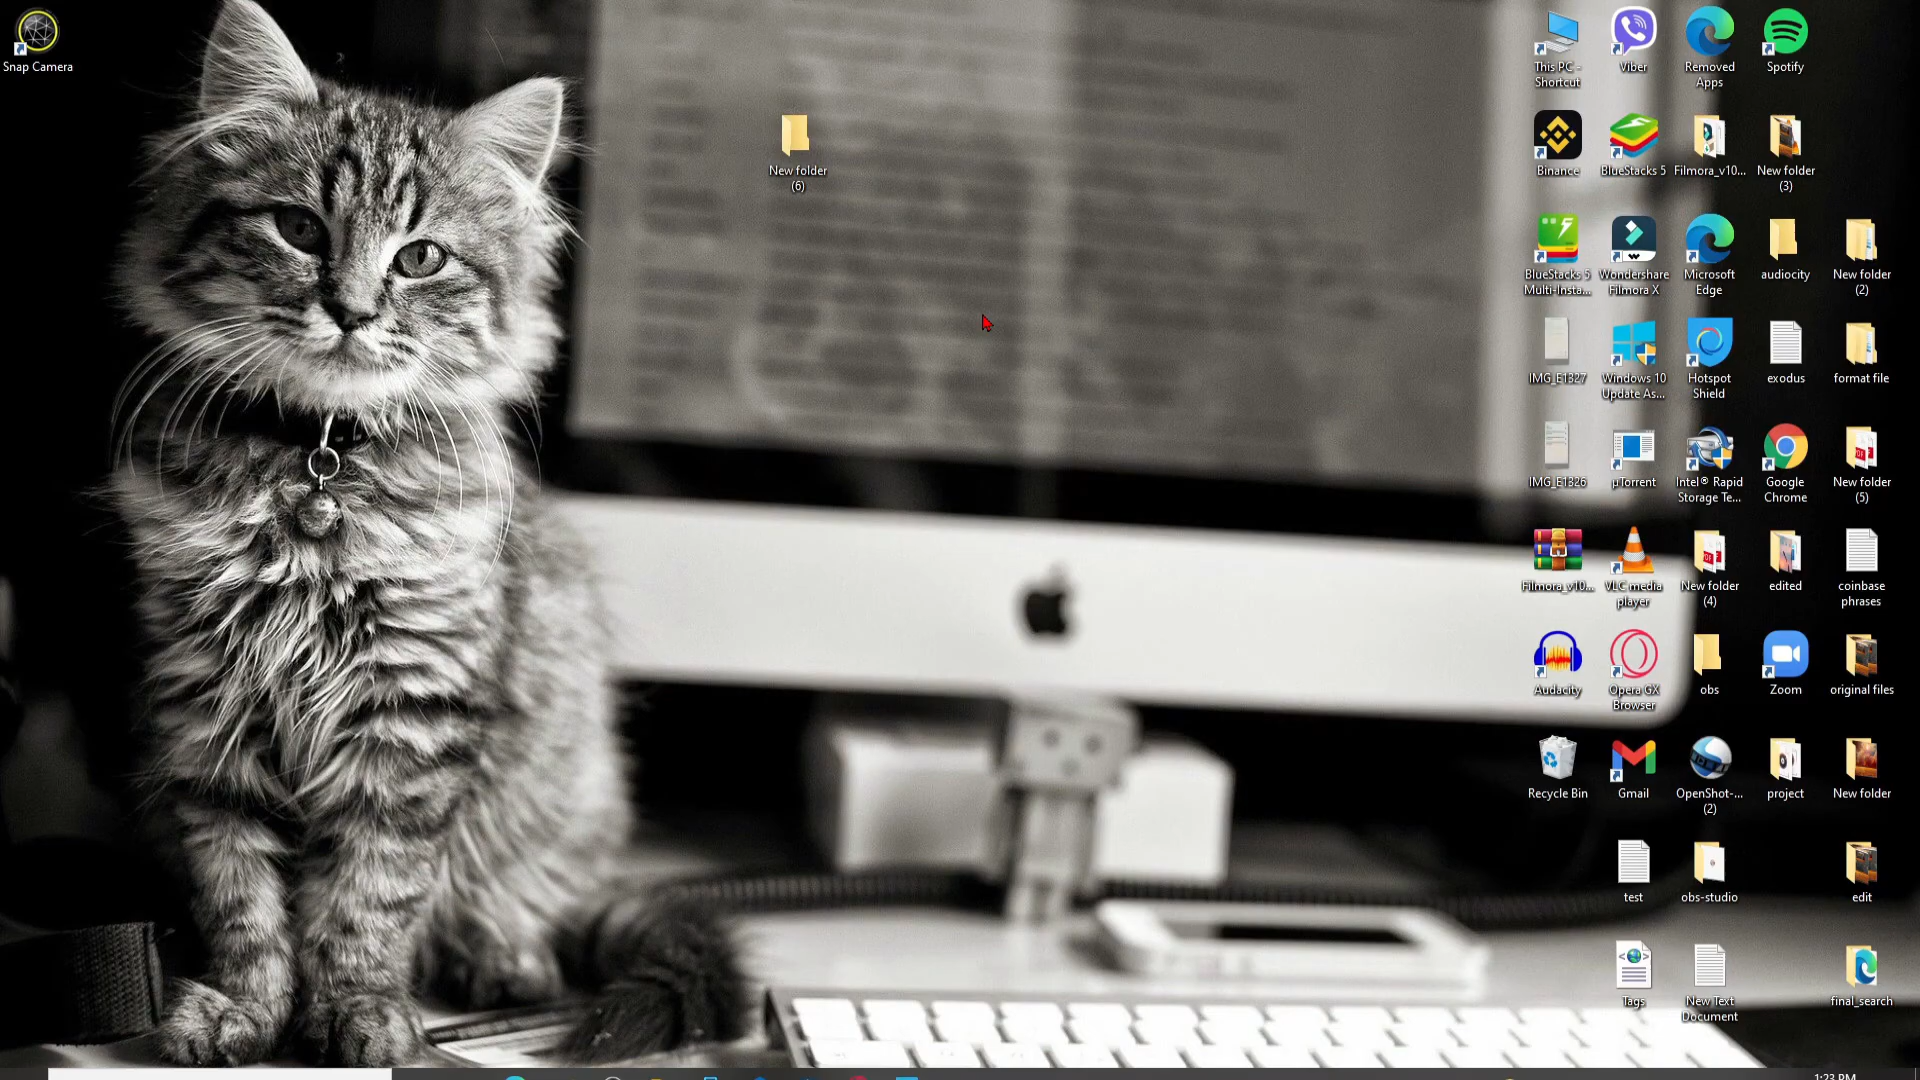 Snap Camera
New folder
(6)
This PC -
Shortcut
Viber
Removed
Apps
Spotify
Binance
BlueStacks 5
Filmora_v10...
New folder
(3)
BlueStacks 5
Multi-Insta...
Wondershare
Filmora X
Microsoft
Edge
audiocity
New folder
(2)
IMG_E1327
Windows 10
Update As...
Hotspot
Shield
exodus
format file
IMG_E1326
µTorrent
Intel® Rapid
Storage Te...
Google
Chrome
New folder
(5)
Filmora_v10...
VLC media
player
New folder
(4)
edited
coinbase
phrases
Audacity
Opera GX
Browser
obs
Zoom
original files
Recycle Bin
Gmail
OpenShot-...
(2)
project
New folder
test
obs-studio
edit
Tags
New Text
Document
final_search
1:23 PM